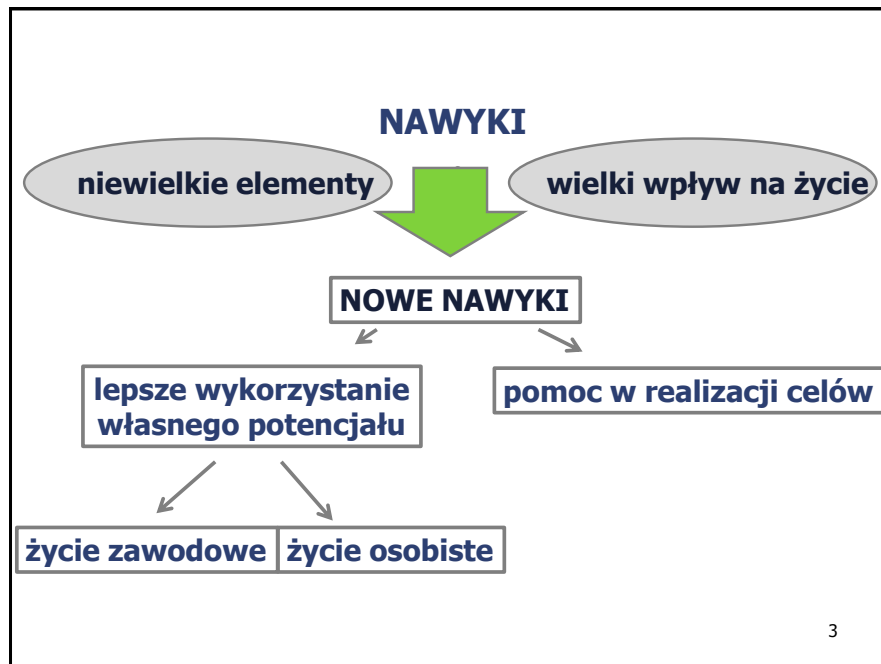 NAWYKI
niewielkie elementy
wielki wpływ na życie
NOWE NAWYKI
lepsze wykorzystanie
własnego potencjału
pomoc w realizacji celów
życie zawodowe
życie osobiste
3